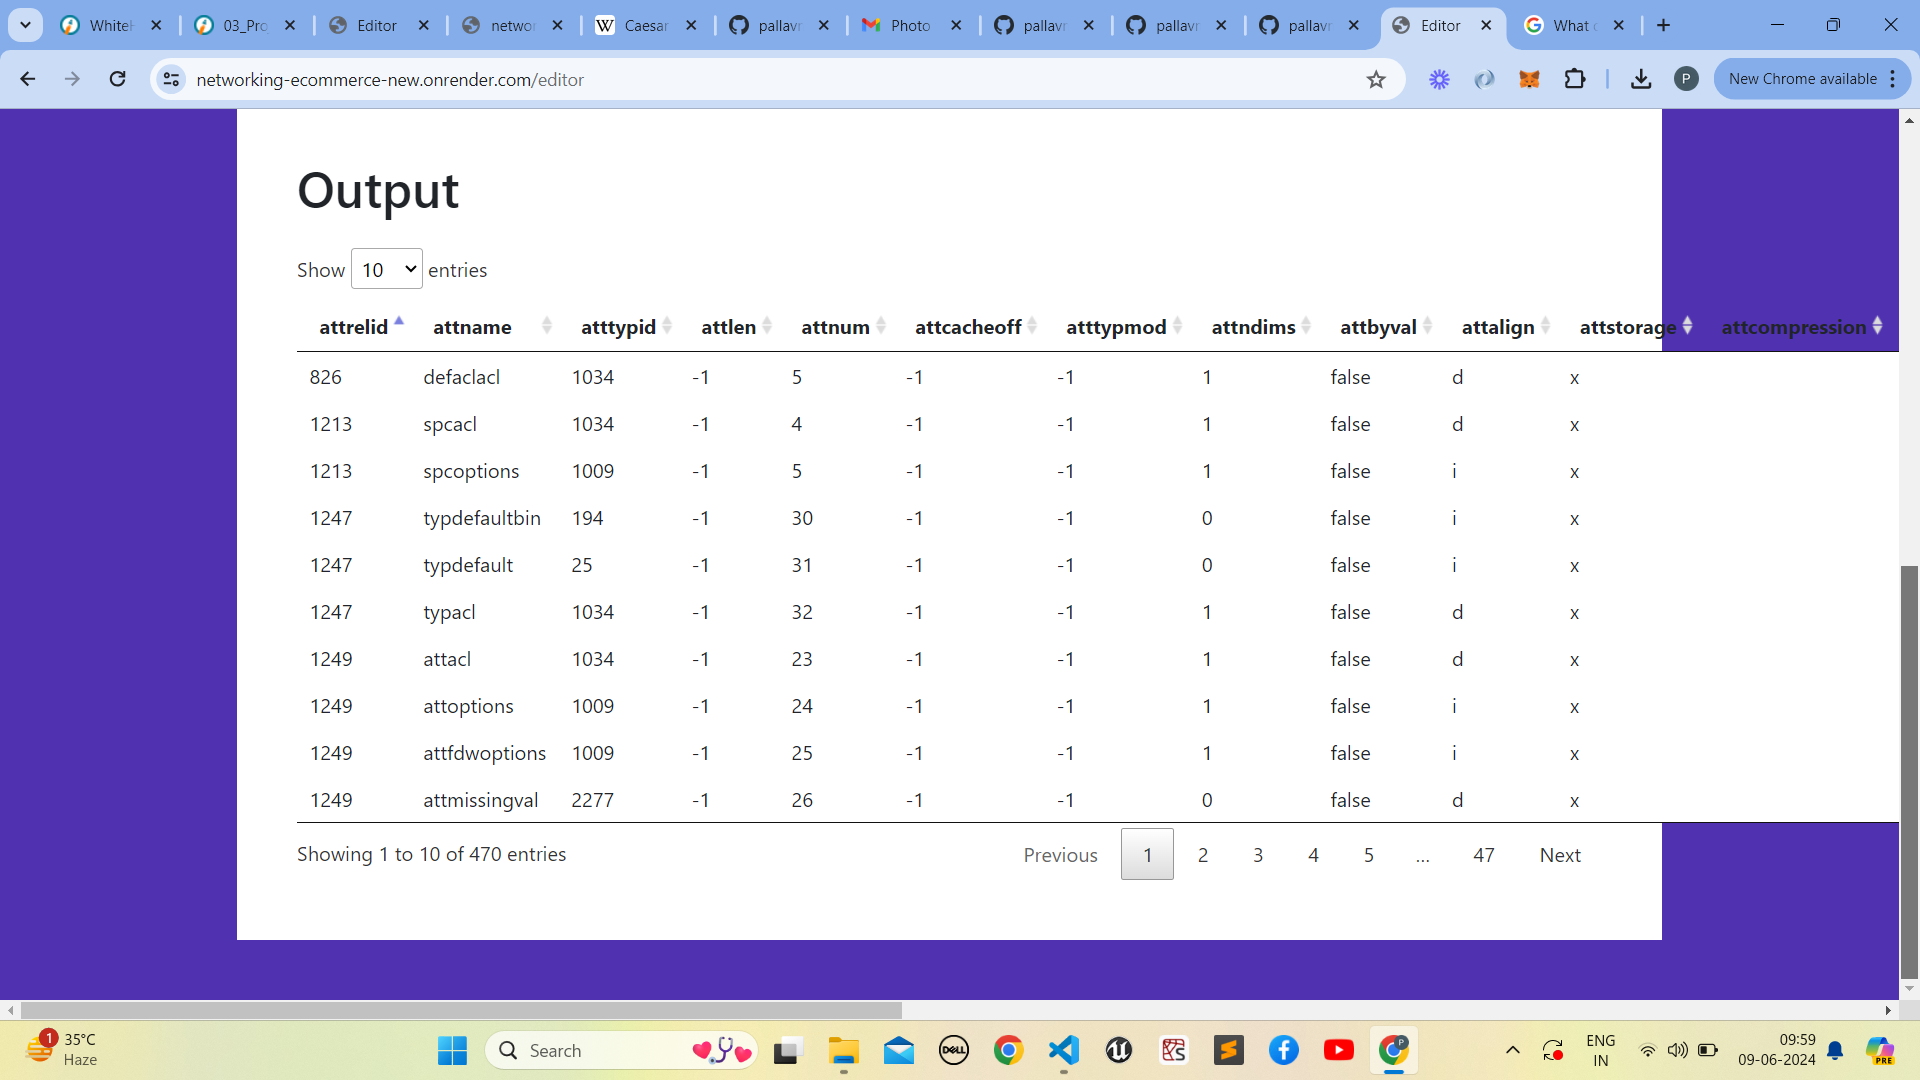 WhiteH
03_Pro
Editor
networ
Caesar
pallavr
Photo
pallavr
pallavr
pallavr
Editor
What
networking-ecommerce-new.onrender.com/editor
P
New Chrome available
Output
Show 10 entries
attrelid attname atttypid attlen attnum attcacheoff atttypmod attndims attbyval attalign attstorage attcompression
826 defaclacl 1034 -1 5 -1 -1 1 false d x
1213 spcacl 1034 -1 4 -1 -1 1 false d x
1213 spcoptions 1009 -1 5 -1 -1 1 false i x
1247 typdefaultbin 194 -1 30 -1 -1 0 false i x
1247 typdefault 25 -1 31 -1 -1 0 false i x
1247 typacl 1034 -1 32 -1 -1 1 false d x
1249 attacl 1034 -1 23 -1 -1 1 false d x
1249 attoptions 1009 -1 24 -1 -1 1 false i x
1249 attfdwoptions 1009 -1 25 -1 -1 1 false i x
1249 attmissingval 2277 -1 26 -1 -1 0 false d x
Showing 1 to 10 of 470 entries
Previous 1 2 3 4 5 … 47 Next
1
35°C
Haze
Search
DELL
ENG
IN
09:59
09-06-2024
PRE